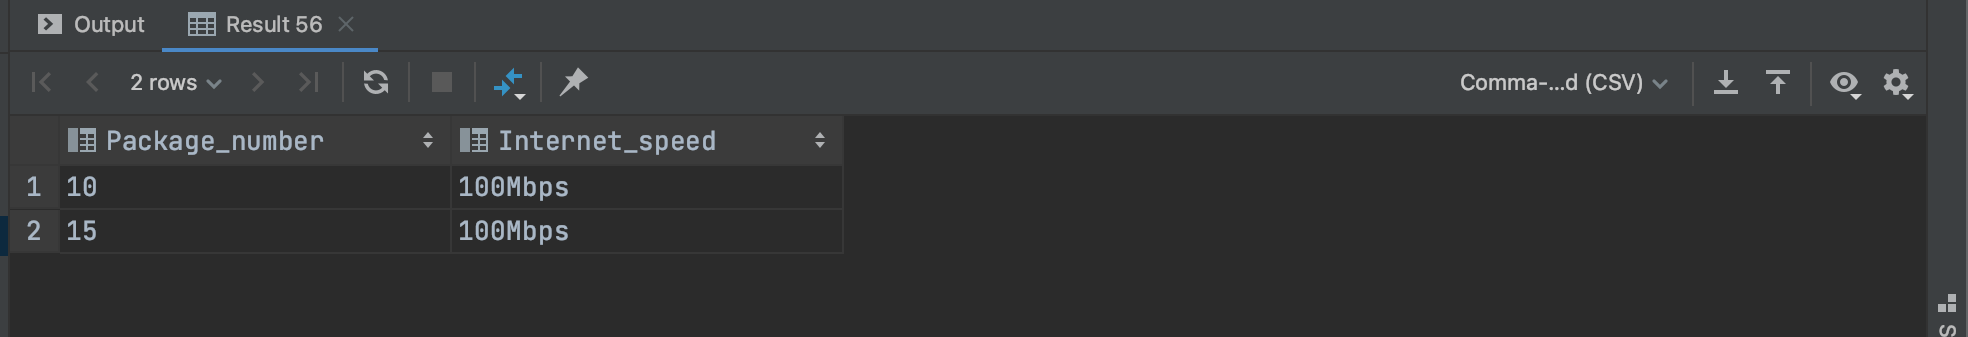 Output Result 56
2 rows Comma-...d (CSV)
Package_number Internet_speed
1 10 100Mbps
2 15 100Mbps
S